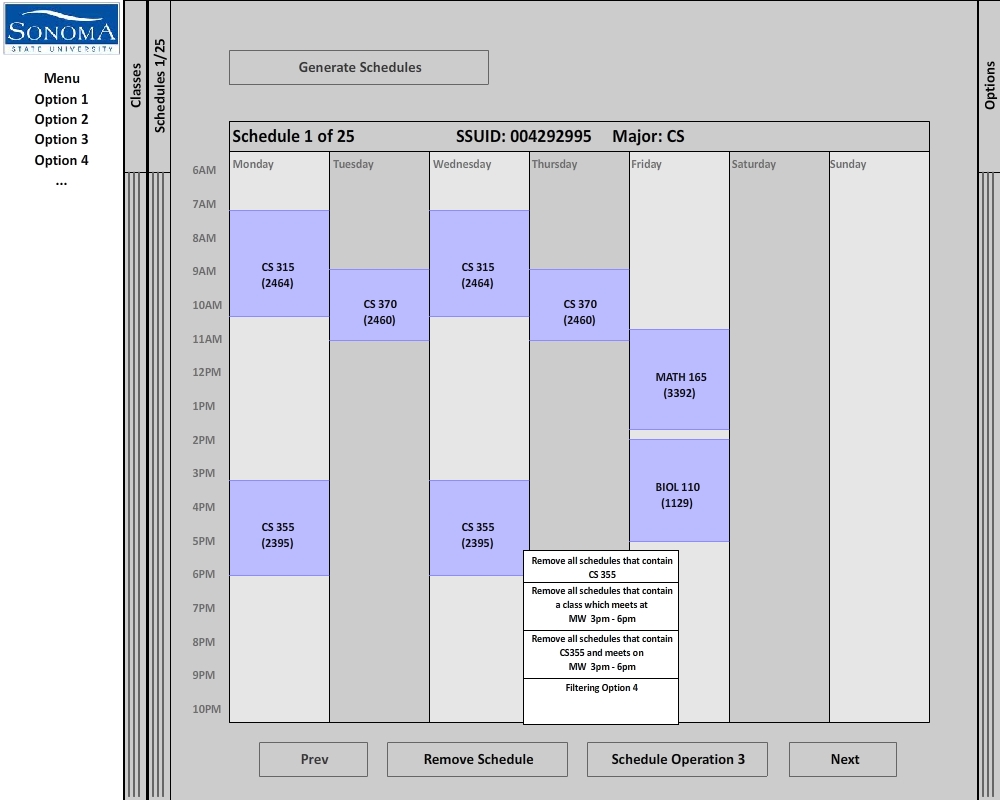 SONOMA
STATE UNIVERSITY
Menu
Option 1
Option 2
Option 3
Option 4
...
Classes
Schedules 1/25
Generate Schedules
Schedule 1 of 25 SSUID: 004292995 Major: CS
Monday Tuesday Wednesday Thursday Friday Saturday Sunday
6AM
7AM
8AM
9AM
10AM
11AM
12PM
1PM
2PM
3PM
4PM
5PM
6PM
7PM
8PM
9PM
10PM
CS 315
(2464)
CS 355
(2395)
CS 370
(2460)
CS 315
(2464)
CS 355
(2395)
CS 370
(2460)
MATH 165
(3392)
BIOL 110
(1129)
Remove all schedules that contain
CS 355
Remove all schedules that contain
a class which meets at
MW 3pm - 6pm
Remove all schedules that contain
CS355 and meets on
MW 3pm - 6pm
Filtering Option 4
Prev
Remove Schedule
Schedule Operation 3
Next
Options